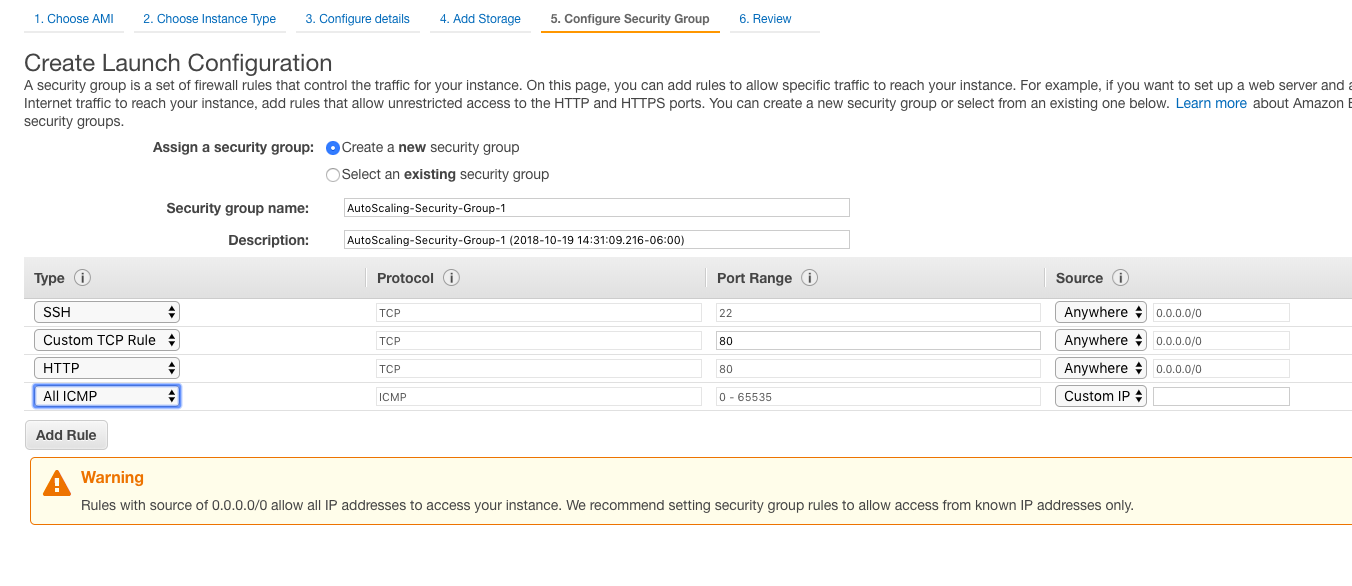 1. Choose AMI 2. Choose Instance Type 3. Configure details 4. Add Storage 5. Configure Security Group 6. Review
Create Launch Configuration
A security group is a set of firewall rules that control the traffic for your instance. On this page, you can add rules to allow specific traffic to reach your instance. For example, if you want to set up a web server and a
Internet traffic to reach your instance, add rules that allow unrestricted access to the HTTP and HTTPS ports. You can create a new security group or select from an existing one below. Learn more about Amazon E
security groups.
Assign a security group: Create a new security group
Select an existing security group
Security group name: AutoScaling-Security-Group-1
Description: AutoScaling-Security-Group-1 (2018-10-19 14:31:09.216-06:00)
Type i Protocol i Port Range i Source i
SSH TCP 22 Anywhere 0.0.0.0/0
Custom TCP Rule TCP 80 Anywhere 0.0.0.0/0
HTTP TCP 80 Anywhere 0.0.0.0/0
All ICMP ICMP 0 - 65535 Custom IP
Add Rule
Warning
Rules with source of 0.0.0.0/0 allow all IP addresses to access your instance. We recommend setting security group rules to allow access from known IP addresses only.